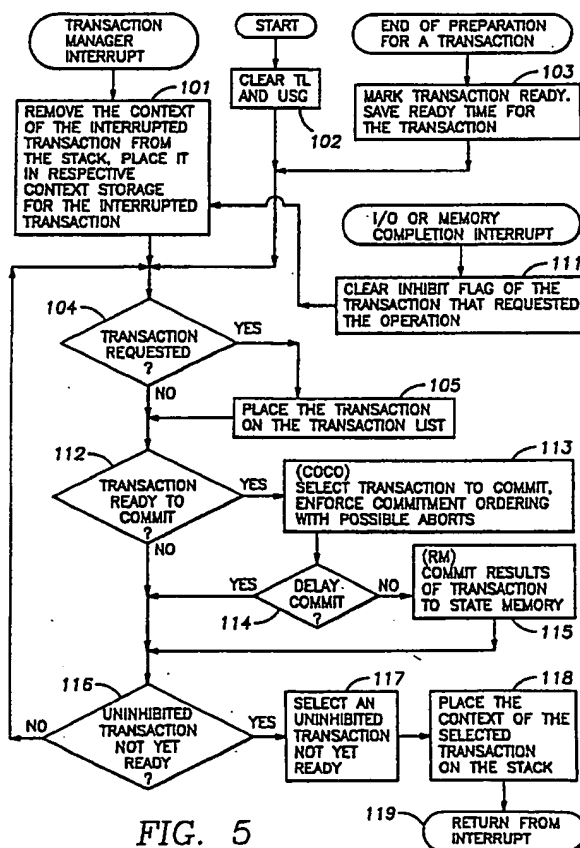 TRANSACTION
MANAGER
INTERRUPT
START
END OF PREPARATION
FOR A TRANSACTION
101
REMOVE THE CONTEXT
OF THE INTERRUPTED
TRANSACTION FROM
THE STACK, PLACE IT
IN RESPECTIVE
CONTEXT STORAGE
FOR THE INTERRUPTED
TRANSACTION
CLEAR TL
AND USG
102
103
MARK TRANSACTION READY.
SAVE READY TIME FOR
THE TRANSACTION
I/O OR MEMORY
COMPLETION INTERRUPT
111
CLEAR INHIBIT FLAG OF THE
TRANSACTION THAT REQUESTED
THE OPERATION
104
TRANSACTION
REQUESTED
?
YES
NO
105
PLACE THE TRANSACTION
ON THE TRANSACTION LIST
112
TRANSACTION
READY TO
COMMIT
?
YES
NO
113
(COCO)
SELECT TRANSACTION TO COMMIT,
ENFORCE COMMITMENT ORDERING
WITH POSSIBLE ABORTS
YES
DELAY
COMMIT
?
NO
114
(RM)
COMMIT RESULTS
OF TRANSACTION
TO STATE MEMORY
115
116
NO
UNINHIBITED
TRANSACTION
NOT YET
READY
?
YES
117
SELECT AN
UNINHIBITED
TRANSACTION
NOT YET
READY
118
PLACE THE
CONTEXT OF THE
SELECTED
TRANSACTION
ON THE STACK
119
RETURN FROM
INTERRUPT
FIG. 5